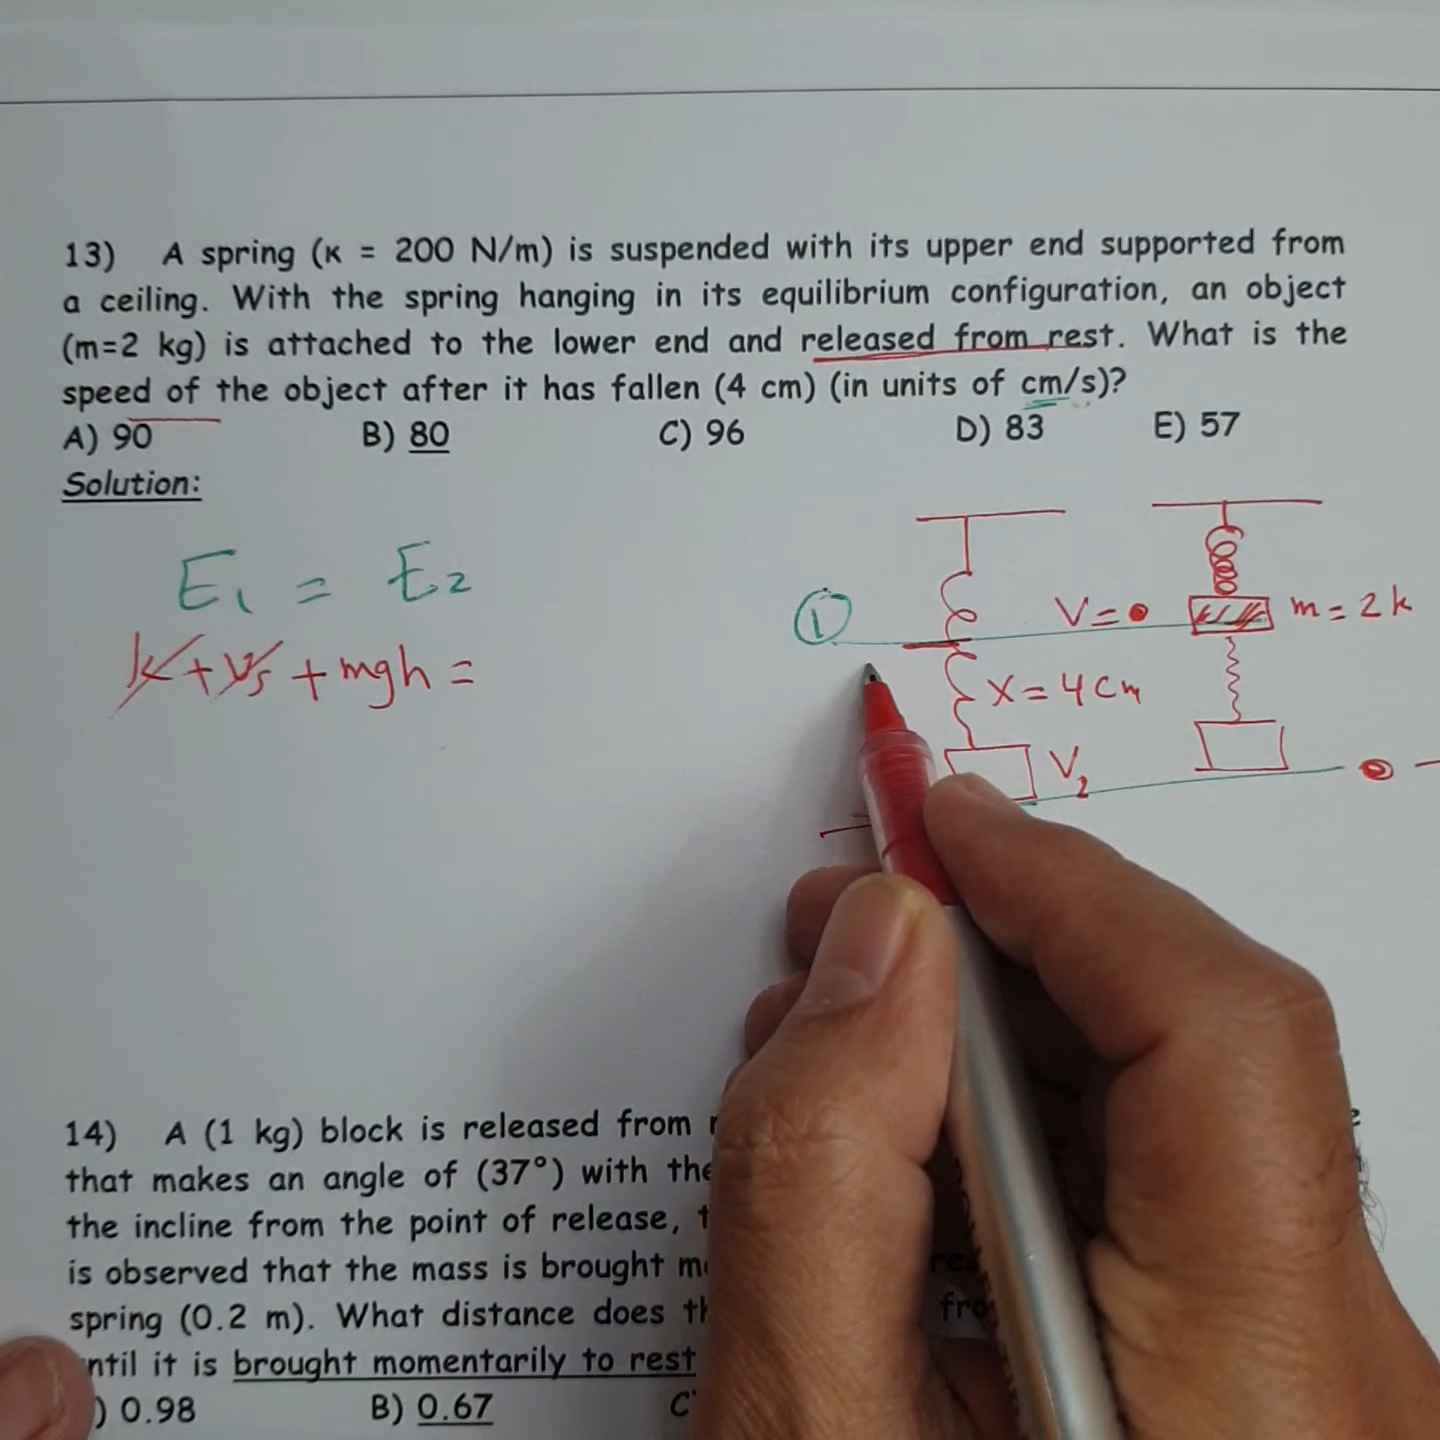 13) A spring (κ = 200 N/m) is suspended with its upper end supported from
a ceiling. With the spring hanging in its equilibrium configuration, an object
(m=2 kg) is attached to the lower end and released from rest. What is the
speed of the object after it has fallen (4 cm) (in units of cm/s)?
A) 90 B) 80 C) 96 D) 83 E) 57
Solution:
E₁ = E₂
K + Us + mgh =
1
V = 0
m = 2 k
X = 4 cm
V₂
14) A (1 kg) block is released from
that makes an angle of (37°) with the
the incline from the point of release,
is observed that the mass is brought
spring (0.2 m). What distance does
until it is brought momentarily to rest
) 0.98 B) 0.67 C